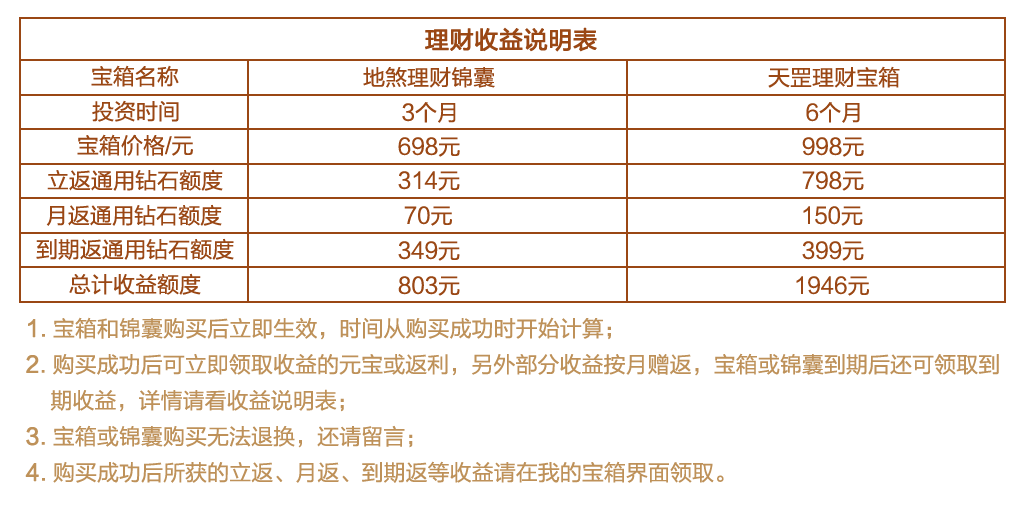 理财收益说明表
宝箱名称 地煞理财锦囊 天罡理财宝箱
投资时间 3个月 6个月
宝箱价格/元 698元 998元
立返通用钻石额度 314元 798元
月返通用钻石额度 70元 150元
到期返通用钻石额度 349元 399元
总计收益额度 803元 1946元
1. 宝箱和锦囊购买后立即生效，时间从购买成功时开始计算；
2. 购买成功后可立即领取收益的元宝或返利，另外部分收益按月赠返，宝箱或锦囊到期后还可领取到
期收益，详情请看收益说明表；
3. 宝箱或锦囊购买无法退换，还请留言；
4. 购买成功后所获的立返、月返、到期返等收益请在我的宝箱界面领取。